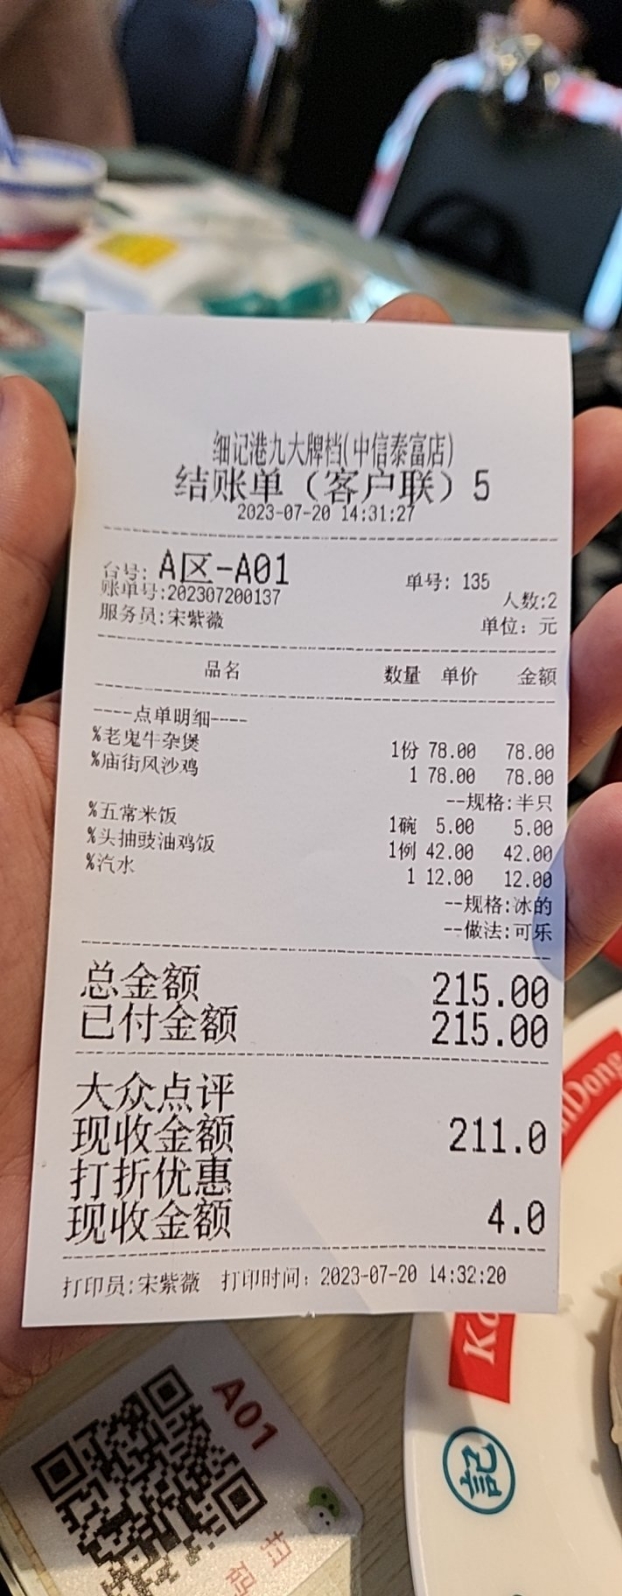 细记港九大牌档(中信泰富店)
结账单（客户联）5
2023-07-20 14:31:27
台号: A区-A01 单号: 135
账单号:202307200137 人数:2
服务员:宋紫薇 单位: 元
品名 数量 单价 金额
----点单明细----
%老鬼牛杂煲 1份 78.00 78.00
%庙街风沙鸡 1 78.00 78.00
--规格:半只
%五常米饭 1碗 5.00 5.00
%头抽豉油鸡饭 1例 42.00 42.00
%汽水 1 12.00 12.00
--规格:冰的
--做法:可乐
总金额 215.00
已付金额 215.00
大众点评
现收金额 211.0
打折优惠
现收金额 4.0
打印员:宋紫薇 打印时间: 2023-07-20 14:32:20
A01
扫码
記